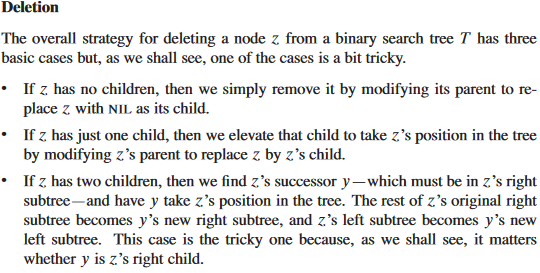 Deletion
The overall strategy for deleting a node z from a binary search tree T has three
basic cases but, as we shall see, one of the cases is a bit tricky.
• If z has no children, then we simply remove it by modifying its parent to re-
place z with NIL as its child.
• If z has just one child, then we elevate that child to take z’s position in the tree
by modifying z’s parent to replace z by z’s child.
• If z has two children, then we find z’s successor y—which must be in z’s right
subtree—and have y take z’s position in the tree. The rest of z’s original right
subtree becomes y’s new right subtree, and z’s left subtree becomes y’s new
left subtree. This case is the tricky one because, as we shall see, it matters
whether y is z’s right child.